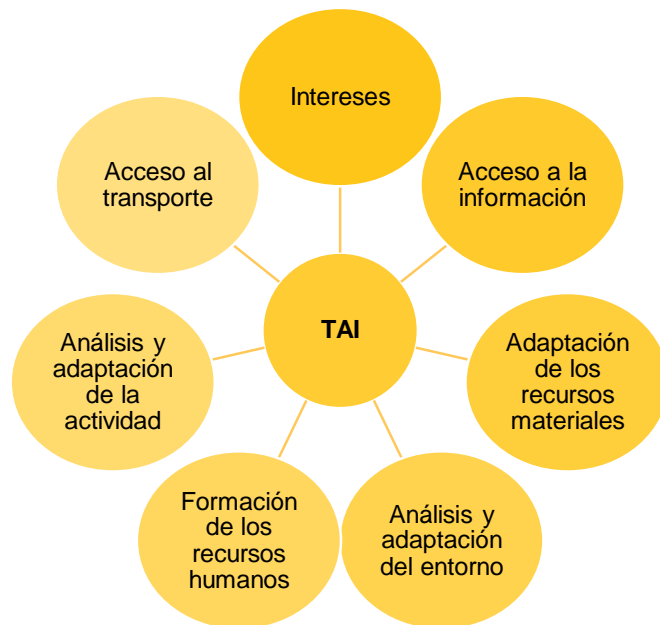 Intereses
Acceso a la
información
Adaptación
de los
recursos
materiales
Análisis y
adaptación
del entorno
Formación
de los
recursos
humanos
Análisis y
adaptación
de la
actividad
Acceso al
transporte
TAI